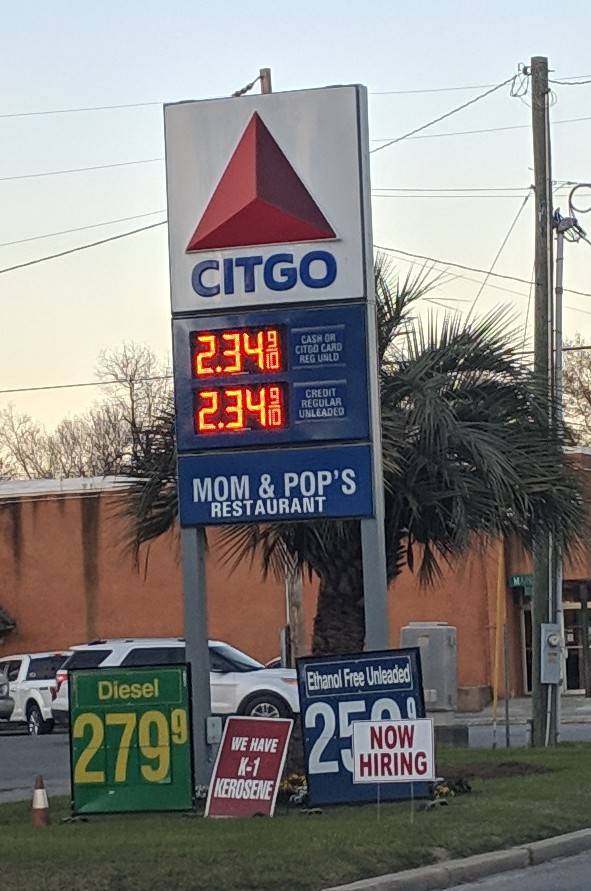 CITGO
2.34 9/10
CASH OR
CITGO CARD
REG UNLD
2.34 9/10
CREDIT
REGULAR
UNLEADED
MOM & POP'S
RESTAURANT
Diesel
279 9
WE HAVE
K-1
KEROSENE
Ethanol Free Unleaded
25
NOW
HIRING